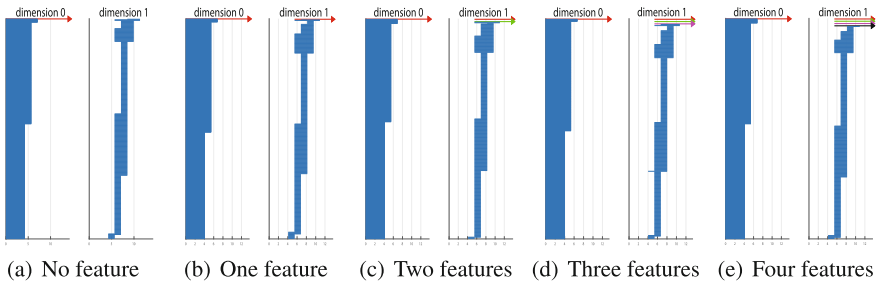 dimension 0 dimension 1 dimension 0 dimension 1 dimension 0 dimension 1 dimension 0 dimension 1 dimension 0 dimension 1
(a) No feature (b) One feature (c) Two features (d) Three features (e) Four features